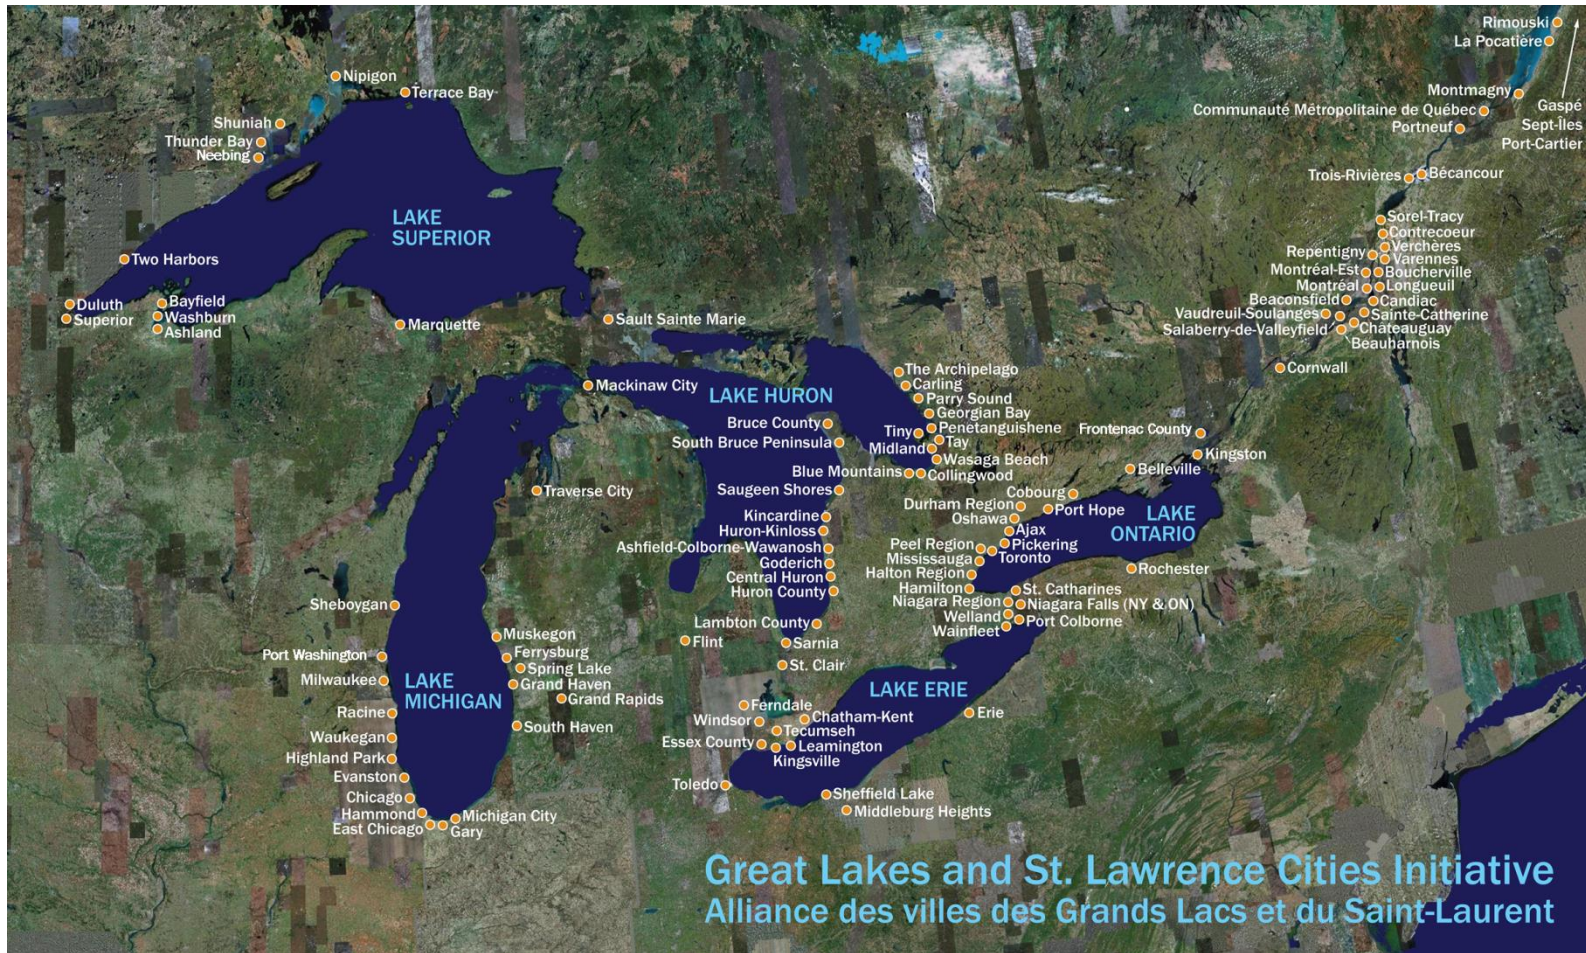 Rimouski
La Pocatière
Nipigon
Terrace Bay
Montmagny
Communauté Métropolitaine de Québec
Gaspé
Sept-Îles
Port-Cartier
Shuniah
Portneuf
Thunder Bay
Neebing
Trois-Rivières
Bécancour
LAKE
SUPERIOR
Sorel-Tracy
Contrecoeur
Verchères
Repentigny
Varennes
Two Harbors
Montréal-Est
Boucherville
Montréal
Longueuil
Duluth
Bayfield
Beaconsfield
Candiac
Superior
Washburn
Vaudreuil-Soulanges
Sainte-Catherine
Ashland
Marquette
Sault Sainte Marie
Salaberry-de-Valleyfield
Châteauguay
Beauharnois
Cornwall
The Archipelago
Mackinaw City
LAKE HURON
Carling
Parry Sound
Georgian Bay
Bruce County
Penetanguishene
Tiny
Frontenac County
South Bruce Peninsula
Tay
Midland
Kingston
Wasaga Beach
Belleville
Blue Mountains
Collingwood
Traverse City
Saugeen Shores
Cobourg
Durham Region
Port Hope
LAKE
ONTARIO
Kincardine
Oshawa
Huron-Kinloss
Ajax
Ashfield-Colborne-Wawanosh
Peel Region
Pickering
Toronto
Goderich
Mississauga
Rochester
Central Huron
Halton Region
Huron County
Hamilton
St. Catharines
Sheboygan
Niagara Region
Niagara Falls (NY & ON)
Lambton County
Welland
Port Colborne
Wainfleet
Muskegon
Flint
Sarnia
Port Washington
Ferrysburg
St. Clair
Spring Lake
Milwaukee
LAKE
MICHIGAN
Grand Haven
LAKE ERIE
Grand Rapids
Ferndale
Racine
Windsor
Chatham-Kent
Erie
South Haven
Tecumseh
Waukegan
Essex County
Leamington
Highland Park
Kingsville
Evanston
Toledo
Chicago
Sheffield Lake
Hammond
Michigan City
Middleburg Heights
East Chicago
Gary
Great Lakes and St. Lawrence Cities Initiative
Alliance des villes des Grands Lacs et du Saint-Laurent